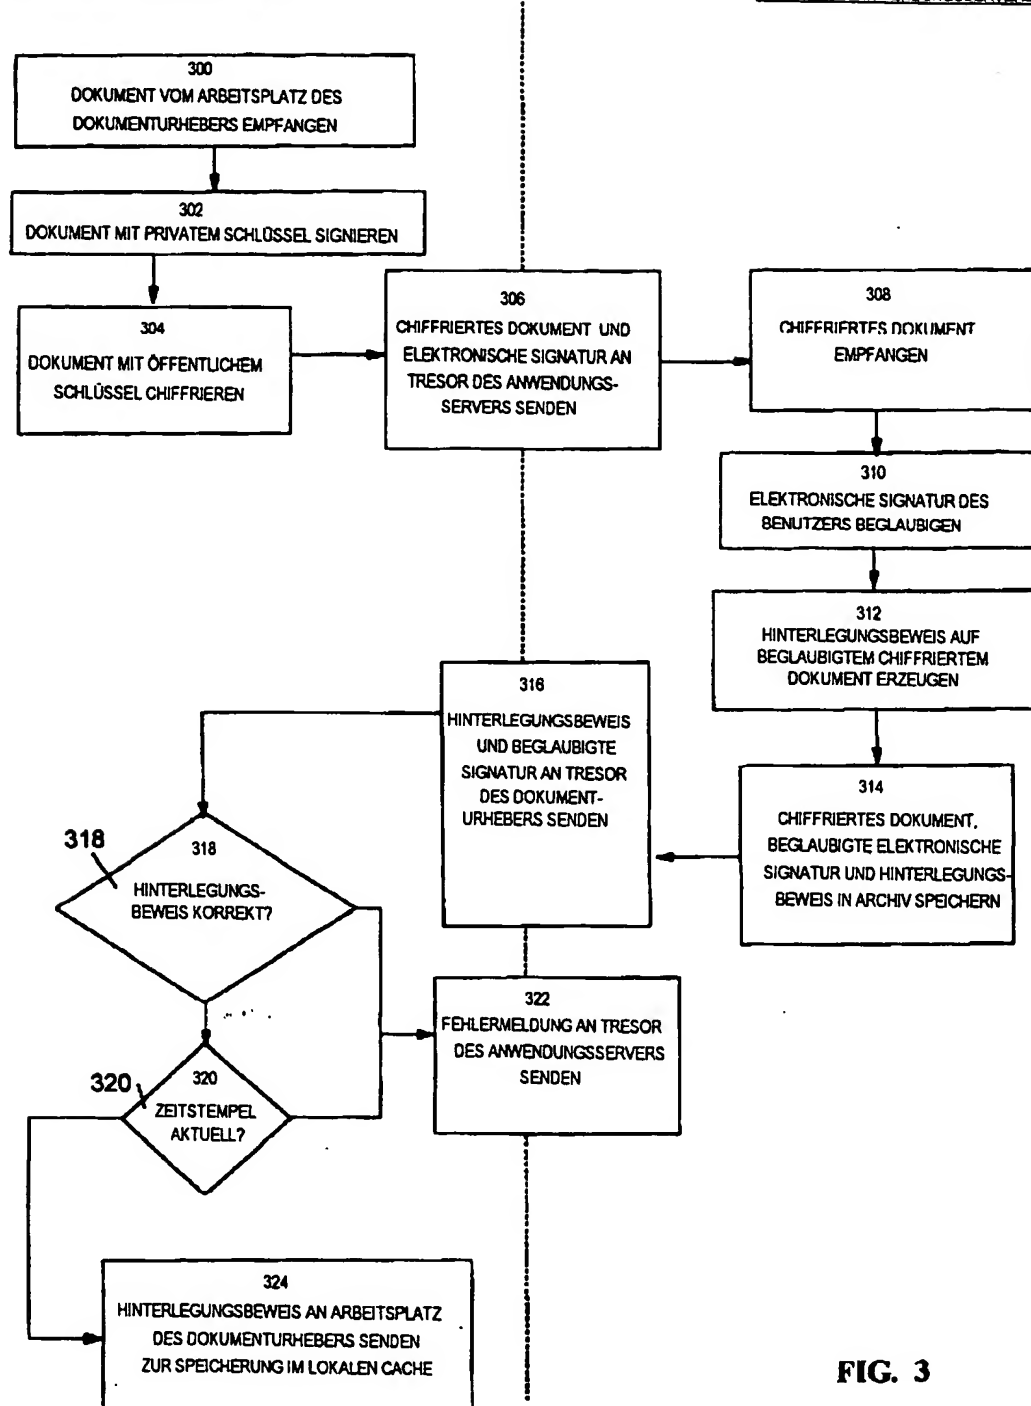 300
DOKUMENT VOM ARBEITSPLATZ DES
DOKUMENTURHEBERS EMPFANGEN
302
DOKUMENT MIT PRIVATEM SCHLÜSSEL SIGNIEREN
304
DOKUMENT MIT ÖFFENTLICHEM
SCHLÜSSEL CHIFFRIEREN
306
CHIFFRIERTES DOKUMENT UND
ELEKTRONISCHE SIGNATUR AN
TRESOR DES ANWENDUNGS-
SERVERS SENDEN
308
CHIFFRIERTES DOKUMENT
EMPFANGEN
310
ELEKTRONISCHE SIGNATUR DES
BENUTZERS BEGLAUBIGEN
312
HINTERLEGUNGSBEWEIS AUF
BEGLAUBIGTEM CHIFFRIERTEM
DOKUMENT ERZEUGEN
314
CHIFFRIERTES DOKUMENT,
BEGLAUBIGTE ELEKTRONISCHE
SIGNATUR UND HINTERLEGUNGS-
BEWEIS IN ARCHIV SPEICHERN
316
HINTERLEGUNGSBEWEIS
UND BEGLAUBIGTE
SIGNATUR AN TRESOR
DES DOKUMENT-
URHEBERS SENDEN
318
318
HINTERLEGUNGS-
BEWEIS KORREKT?
320
320
ZEITSTEMPEL
AKTUELL?
322
FEHLERMELDUNG AN TRESOR
DES ANWENDUNGSSERVERS
SENDEN
324
HINTERLEGUNGSBEWEIS AN ARBEITSPLATZ
DES DOKUMENTURHEBERS SENDEN
ZUR SPEICHERUNG IM LOKALEN CACHE
FIG. 3